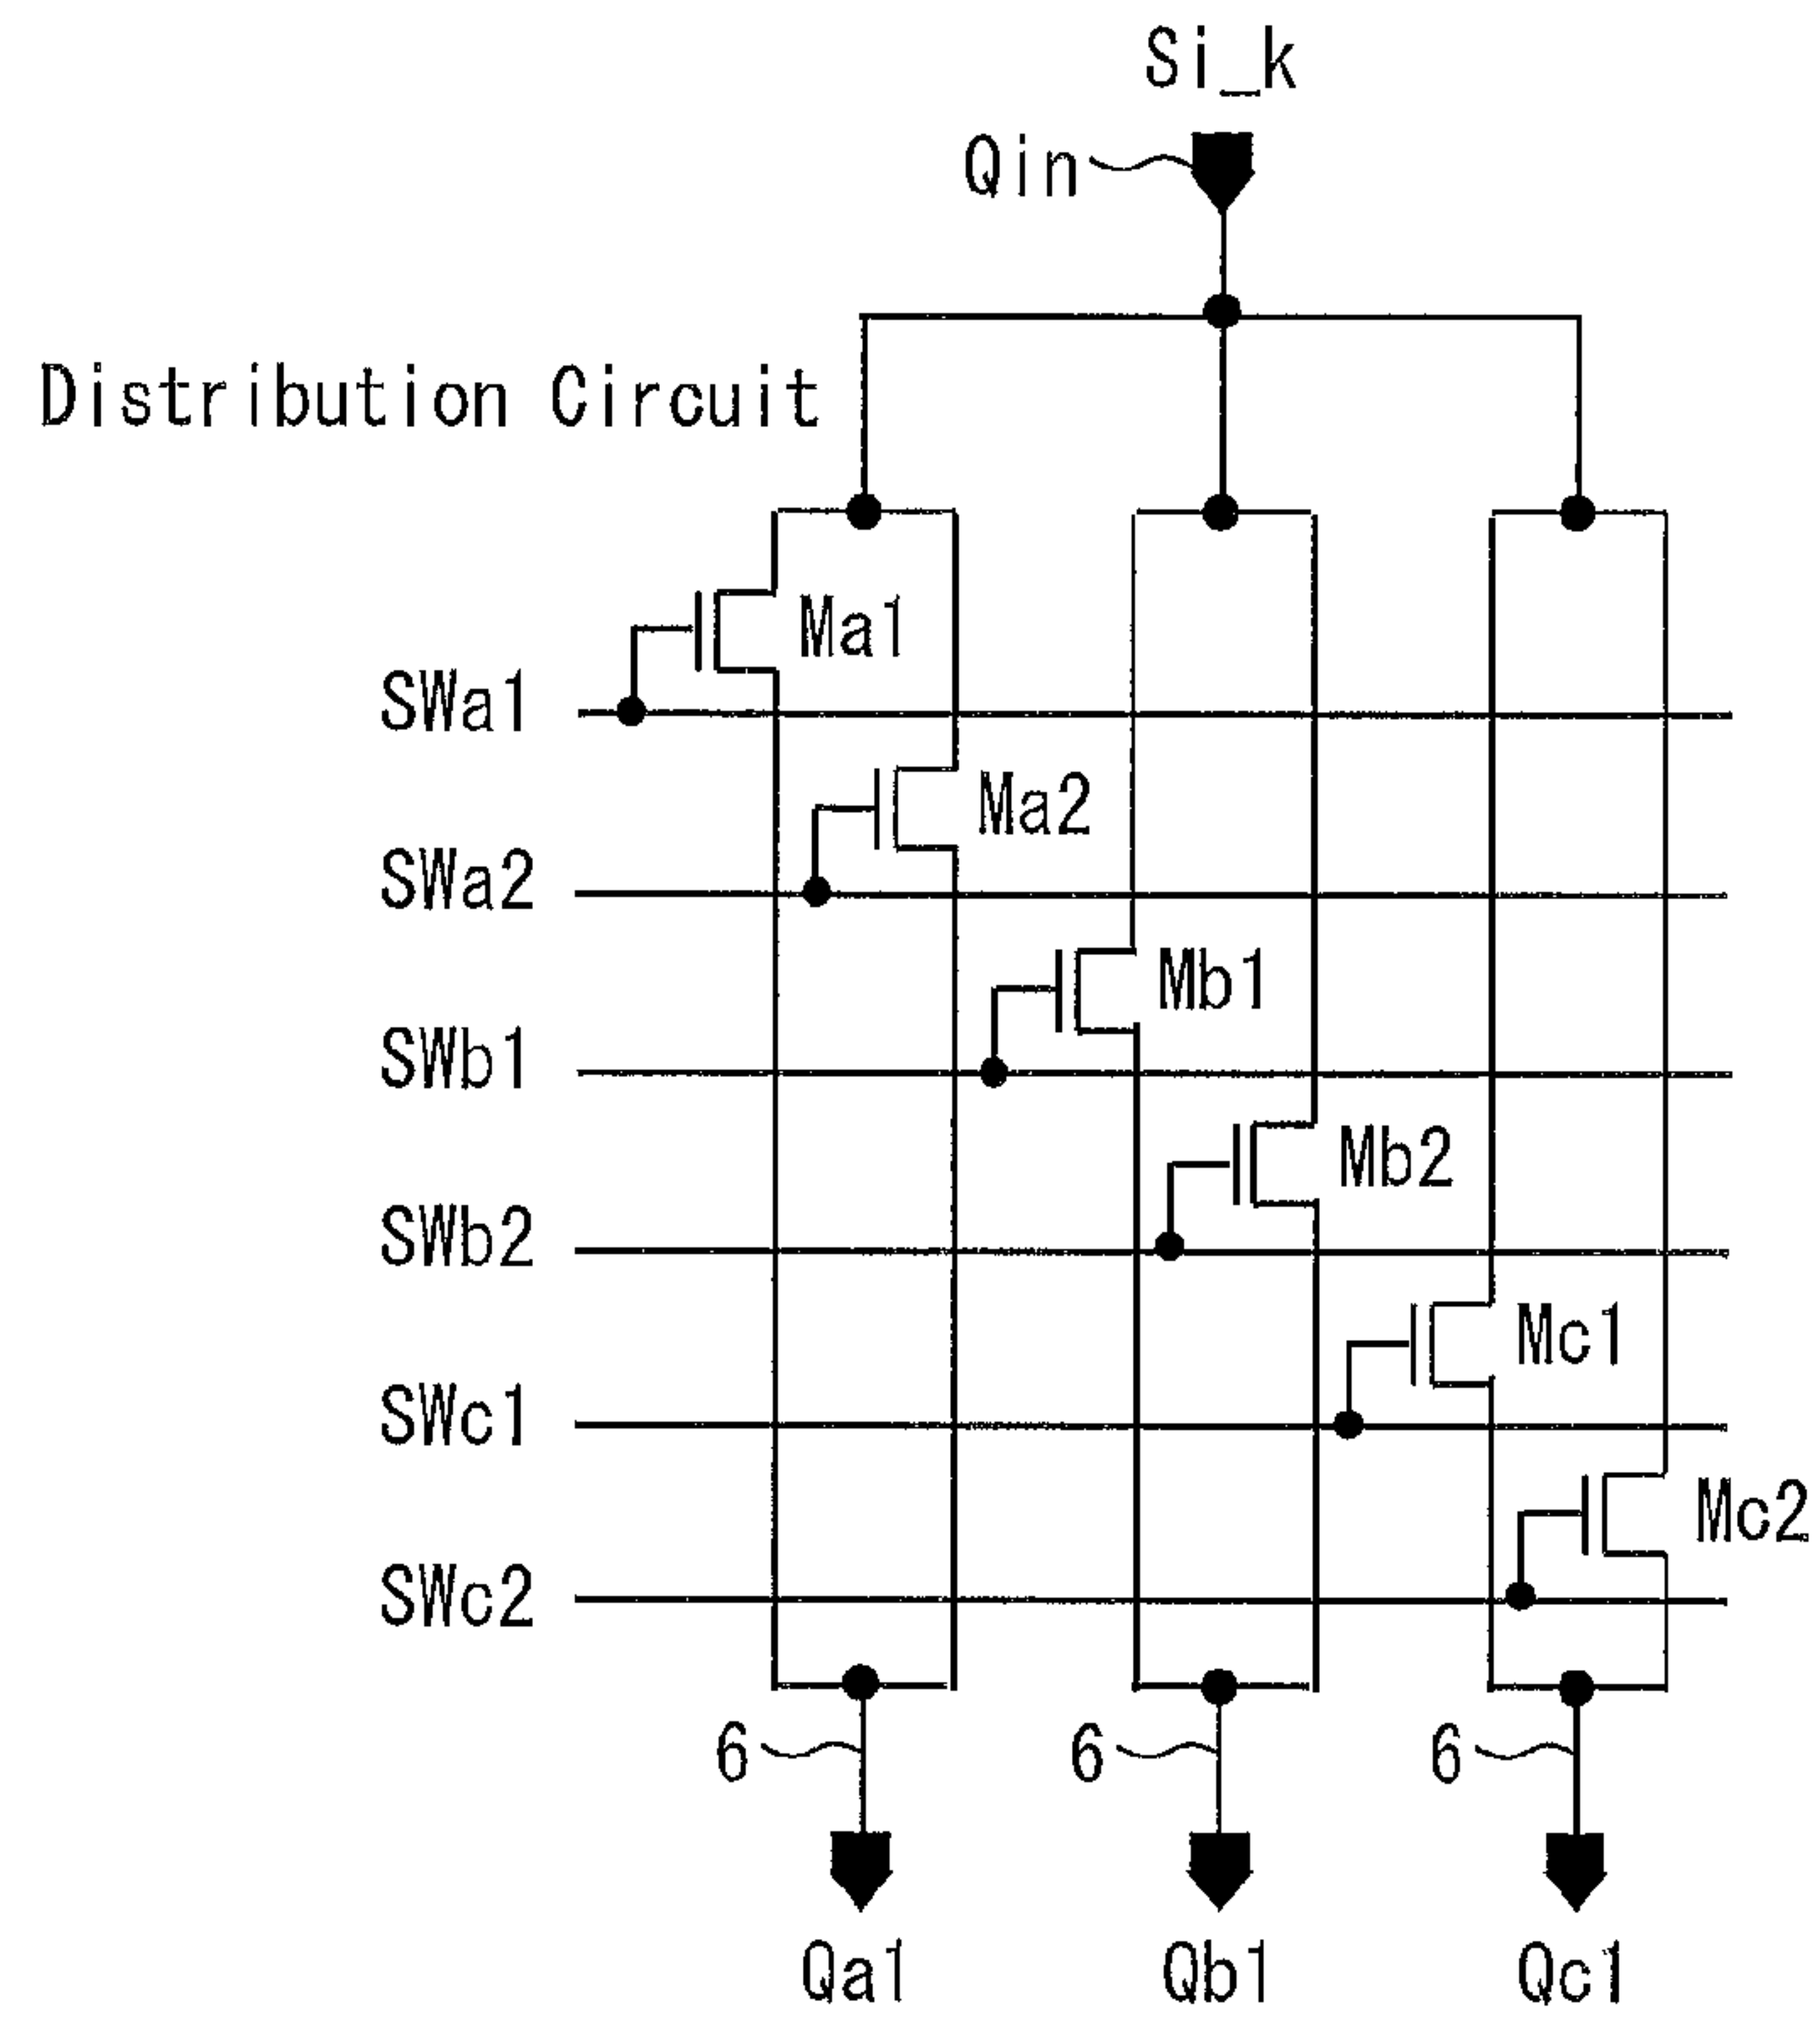 Si_k
Qin
Distribution Circuit
Ma1
SWa1
Ma2
SWa2
Mb1
SWb1
Mb2
SWb2
Mc1
SWc1
Mc2
SWc2
6 6 6
Qa1 Qb1 Qc1